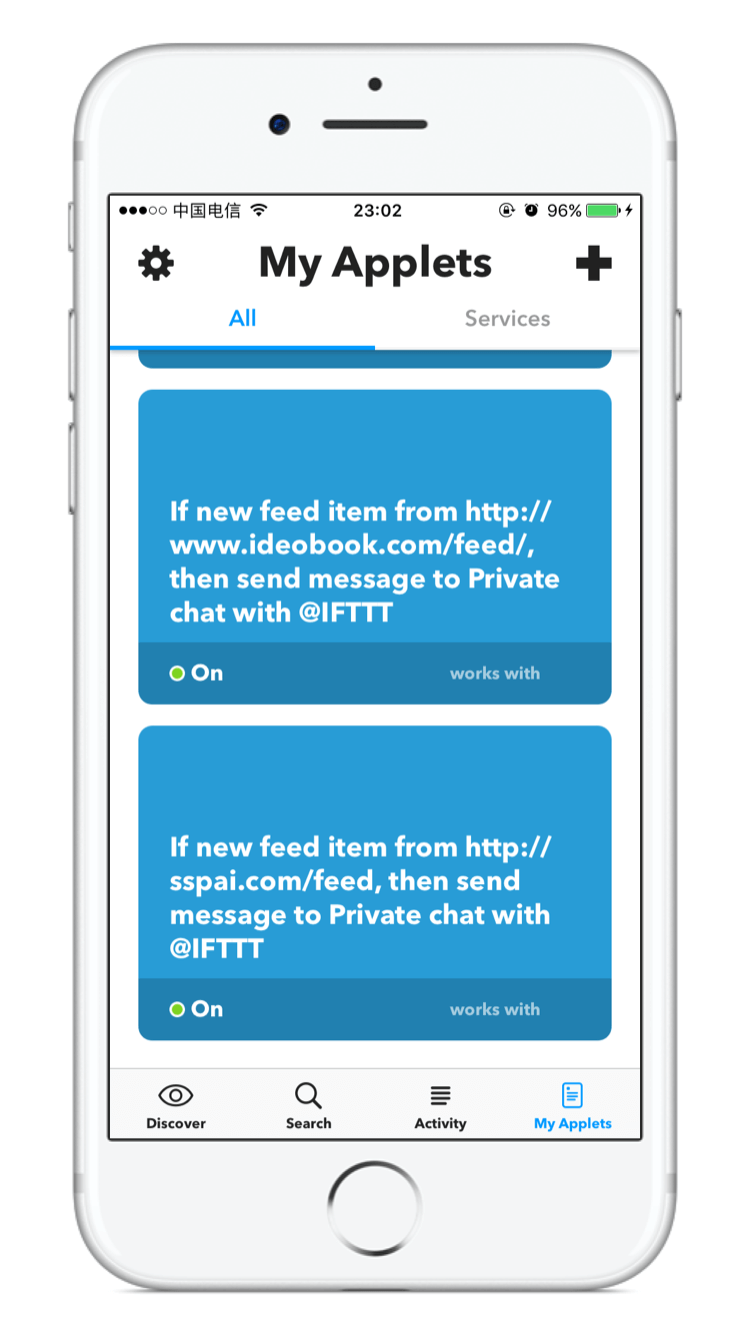 ●●●○○ 中国电信 23:02 96%
My Applets
All Services
If new feed item from http://
www.ideobook.com/feed/,
then send message to Private
chat with @IFTTT
On works with
If new feed item from http://
sspai.com/feed, then send
message to Private chat with
@IFTTT
On works with
Discover Search Activity My Applets